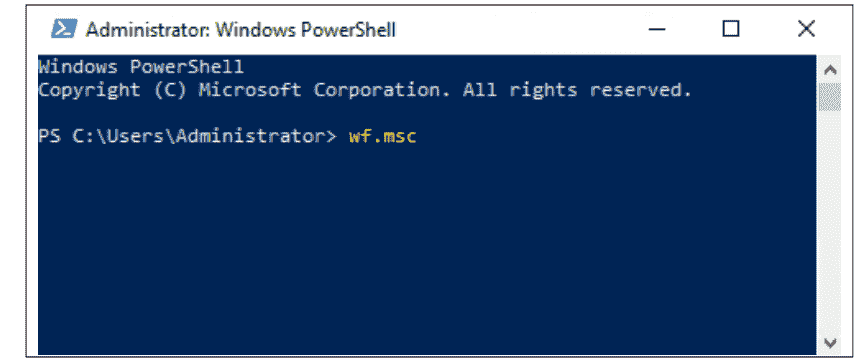 Administrator: Windows PowerShell
Windows PowerShell
Copyright (C) Microsoft Corporation. All rights reserved.
PS C:\Users\Administrator> wf.msc